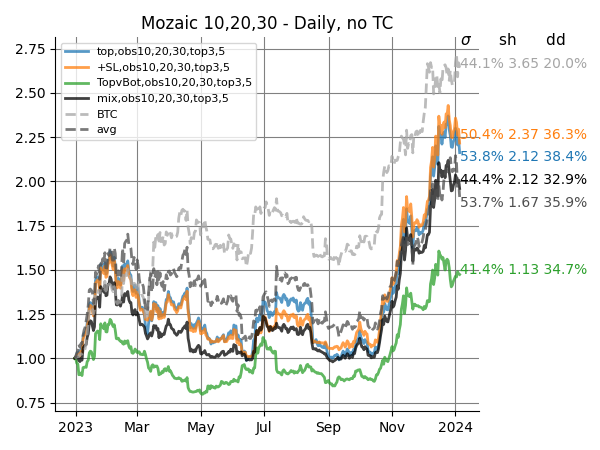 Mozaic 10,20,30 - Daily, no TC
σ sh dd
top,obs10,20,30,top3,5
+SL,obs10,20,30,top3,5
TopvBot,obs10,20,30,top3,5
mix,obs10,20,30,top3,5
BTC
avg
44.1% 3.65 20.0%
50.4% 2.37 36.3%
53.8% 2.12 38.4%
44.4% 2.12 32.9%
53.7% 1.67 35.9%
41.4% 1.13 34.7%
2.75
2.50
2.25
2.00
1.75
1.50
1.25
1.00
0.75
2023 Mar May Jul Sep Nov 2024